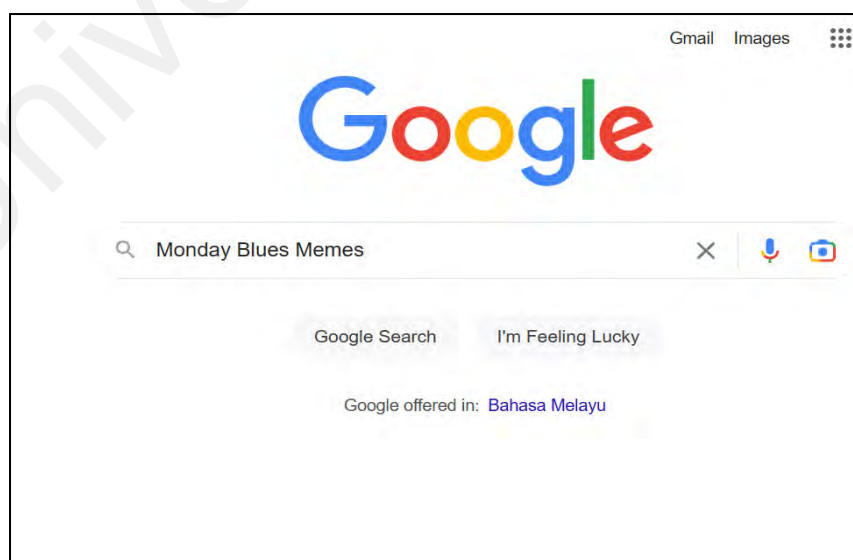 Gmail Images
Google
Monday Blues Memes
Google Search I'm Feeling Lucky
Google offered in: Bahasa Melayu